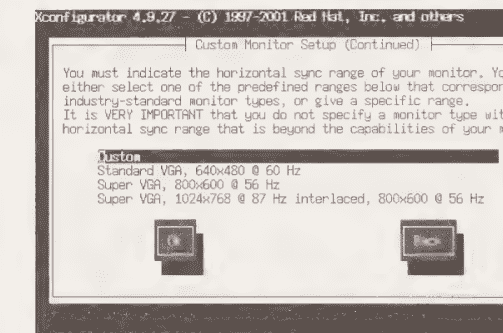 Xconfigurator 4.9.27 - (C) 1997-2001 Red Hat, Inc. and others
Custom Monitor Setup (Continued)
You must indicate the horizontal sync range of your monitor. Yo
either select one of the predefined ranges below that correspon
industry-standard monitor types, or give a specific range.
It is VERY IMPORTANT that you do not specify a monitor type wit
horizontal sync range that is beyond the capabilities of your m
Custom
Standard VGA, 640x480 @ 60 Hz
Super VGA, 800x600 @ 56 Hz
Super VGA, 1024x768 @ 87 Hz interlaced, 800x600 @ 56 Hz
Ok
Back